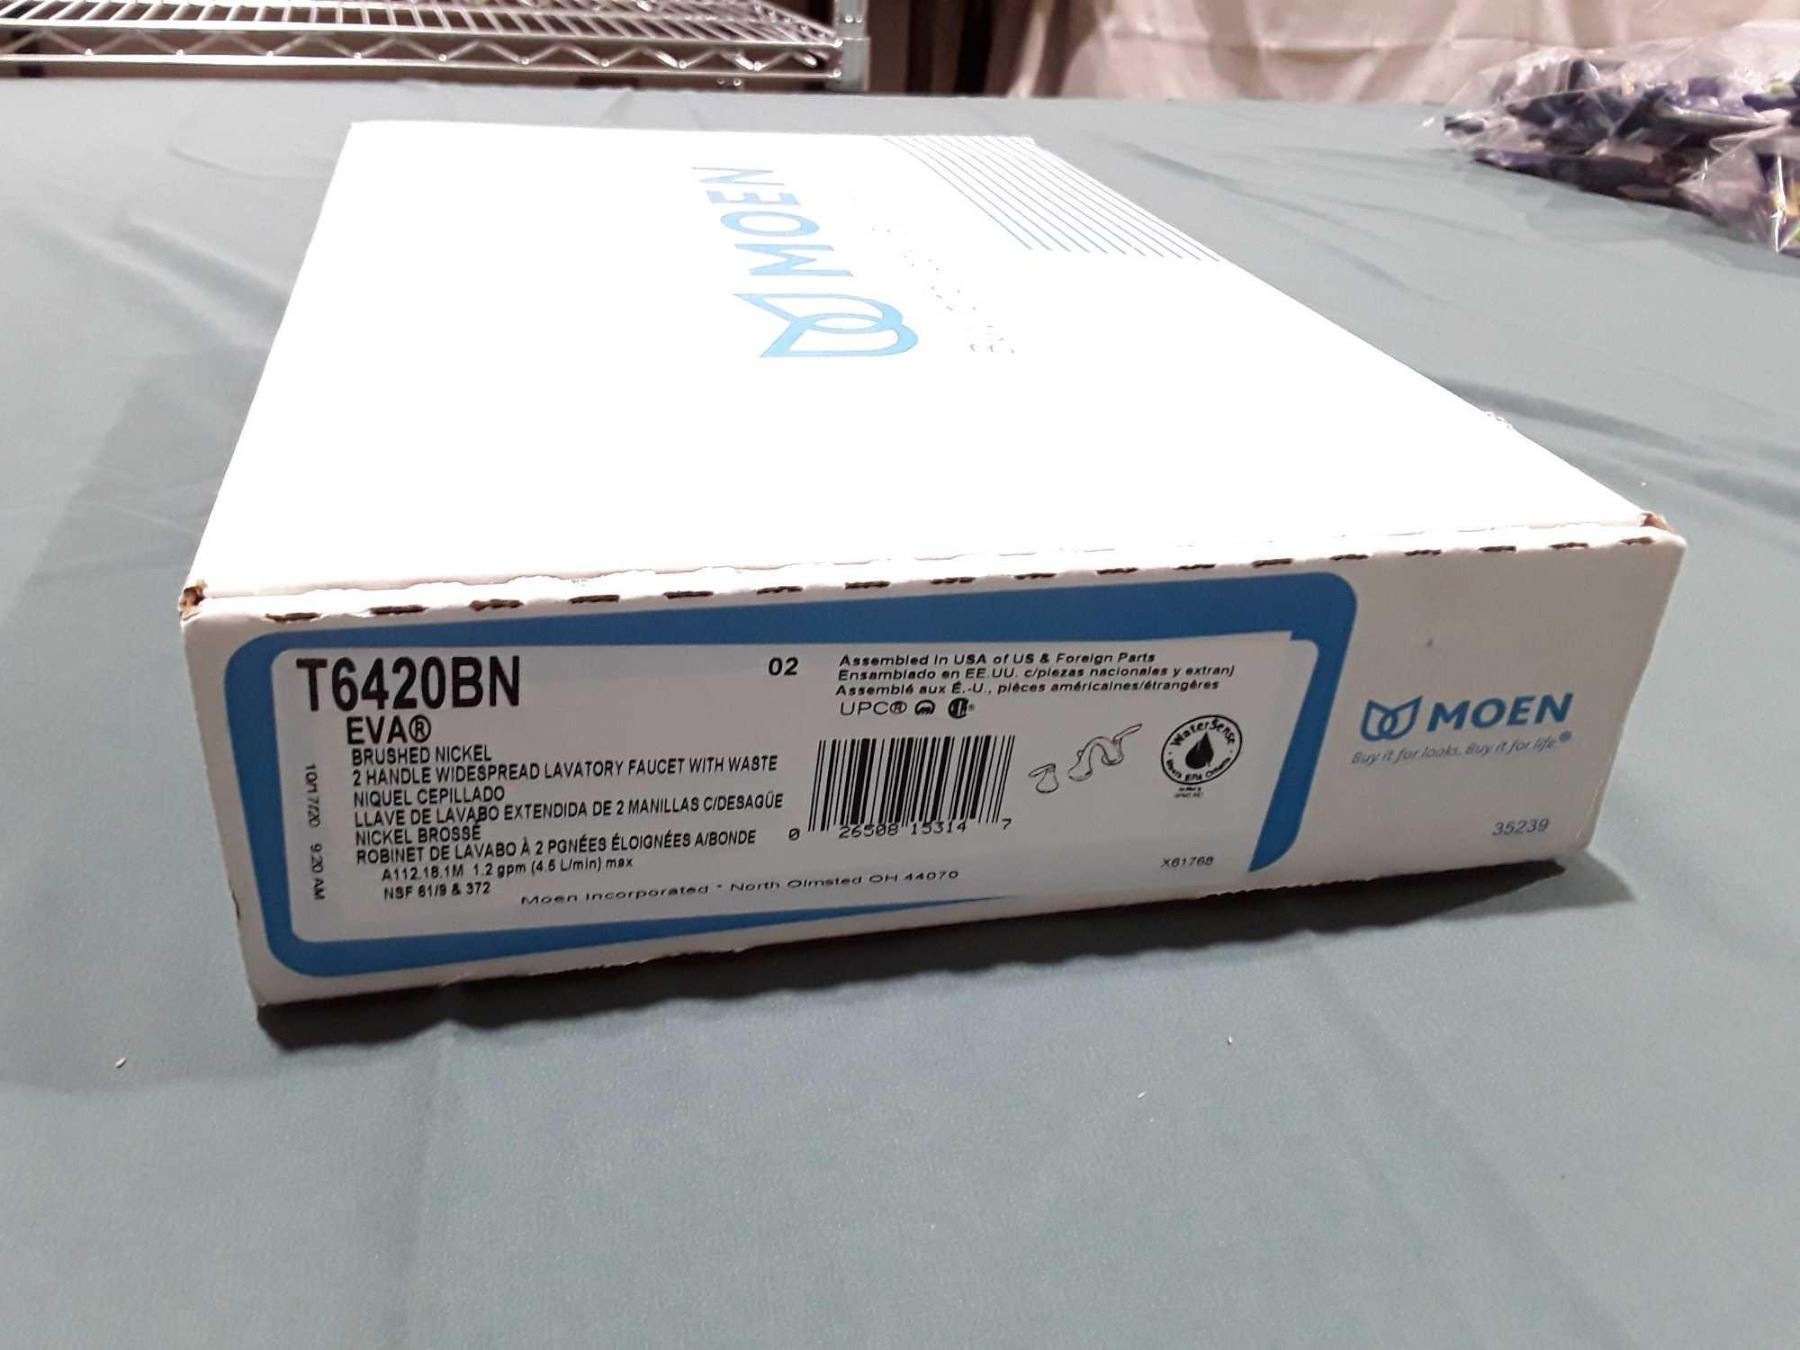 MOEN
T6420BN
02
EVA®
BRUSHED NICKEL
2 HANDLE WIDESPREAD LAVATORY FAUCET WITH WASTE
NIQUEL CEPILLADO
LLAVE DE LAVABO EXTENDIDA DE 2 MANILLAS C/DESAGÜE
NICKEL BROSSÉ
ROBINET DE LAVABO À 2 PGNÉES ÉLOIGNÉES A/BONDE
A112.18.1M 1.2 gpm (4.5 L/min) max
NSF 61/9 & 372
Moen Incorporated * North Olmsted OH 44070
10/17/20 9:20 AM
Assembled in USA of US & Foreign Parts
Ensamblado en EE.UU. c/piezas nacionales y extranj
Assemblé aux É.-U., pièces américaines/étrangères
UPC®
0 26508 15314 7
WaterSense
Meets EPA Criteria
X61768
MOEN
Buy it for looks. Buy it for life.®
35239